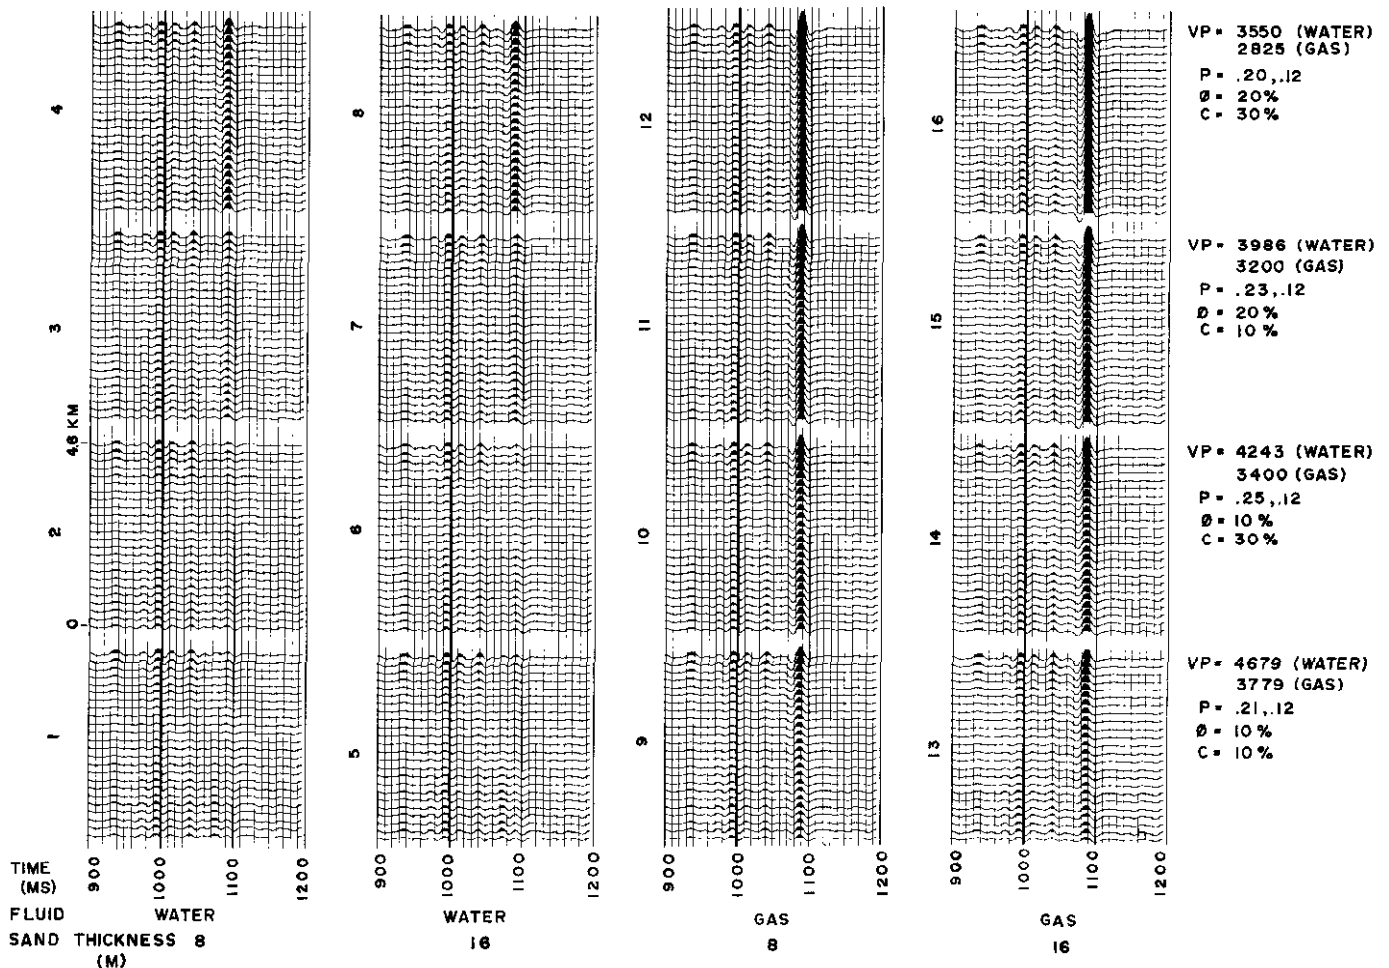 4
8
12
16
VP = 3550 (WATER)
2825 (GAS)
P = .20,.12
Ø = 20%
C = 30%
3
7
11
15
VP = 3986 (WATER)
3200 (GAS)
P = .23,.12
Ø = 20%
C = 10%
4.6 KM
2
0
6
10
14
VP = 4243 (WATER)
3400 (GAS)
P = .25,.12
Ø = 10%
C = 30%
1
5
9
13
VP = 4679 (WATER)
3779 (GAS)
P = .21,.12
Ø = 10%
C = 10%
TIME (MS) 900 1000 1100 1200 900 1000 1100 1200 900 1000 1100 1200 900 1000 1100 1200
FLUID WATER WATER GAS GAS
SAND THICKNESS 8 16 8 16
(M)